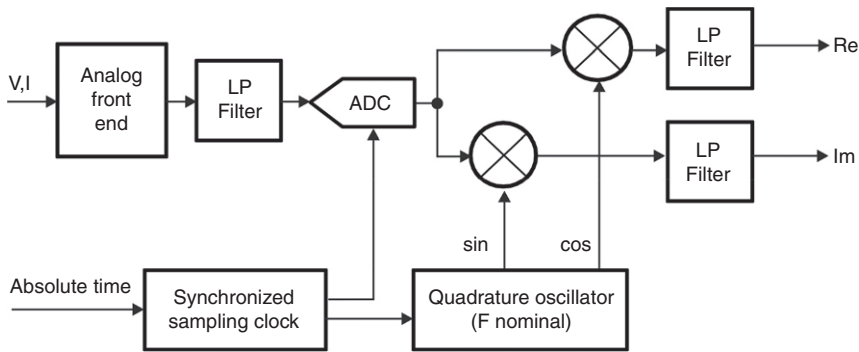 V,I
Analog
front
end
LP
Filter
ADC
LP
Filter
Re
LP
Filter
Im
sin
cos
Absolute time
Synchronized
sampling clock
Quadrature oscillator
(F nominal)